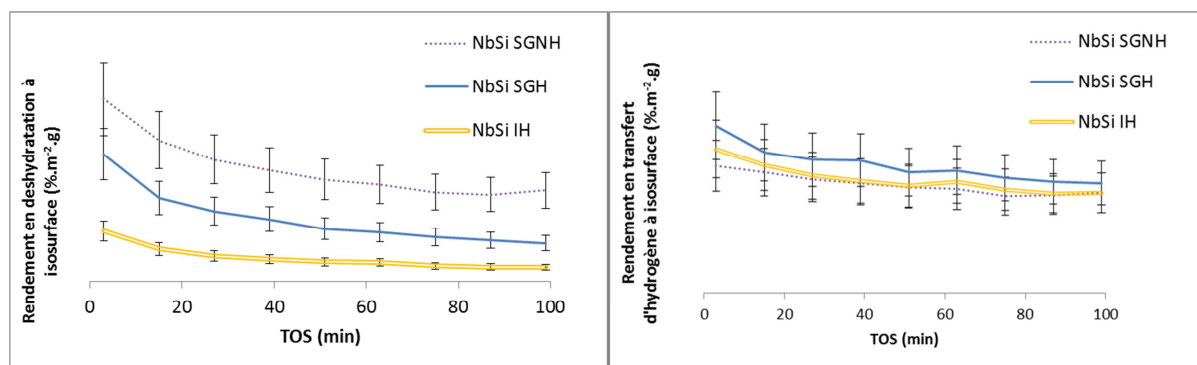 Rendement en deshydratation à
isosurface (%.m⁻².g)
NbSi SGNH
NbSi SGH
NbSi IH
0
20
40
60
80
100
TOS (min)
Rendement en transfert
d'hydrogène à isosurface (%.m⁻².g)
NbSi SGNH
NbSi SGH
NbSi IH
0
20
40
60
80
100
TOS (min)